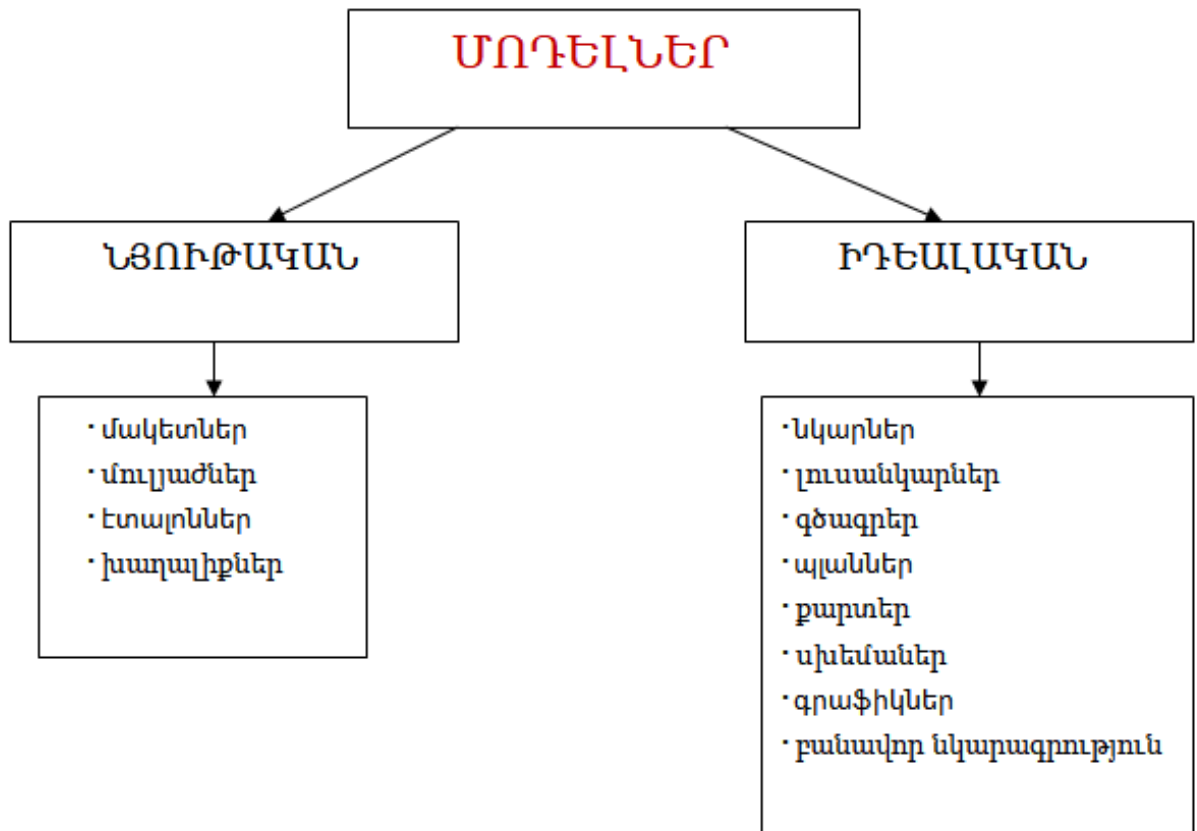 ՄՈԴԵԼՆԵՐ
ՆՅՈՒԹԱԿԱՆ
ԻԴԵԱԼԱԿԱՆ
· մակետներ
· մուլյաժներ
· էտալոններ
· խաղալիքներ
· նկարներ
· լուսանկարներ
· գծագրեր
· պլաններ
· քարտեր
· սխեմաներ
· գրաֆիկներ
· բանավոր նկարագրություն